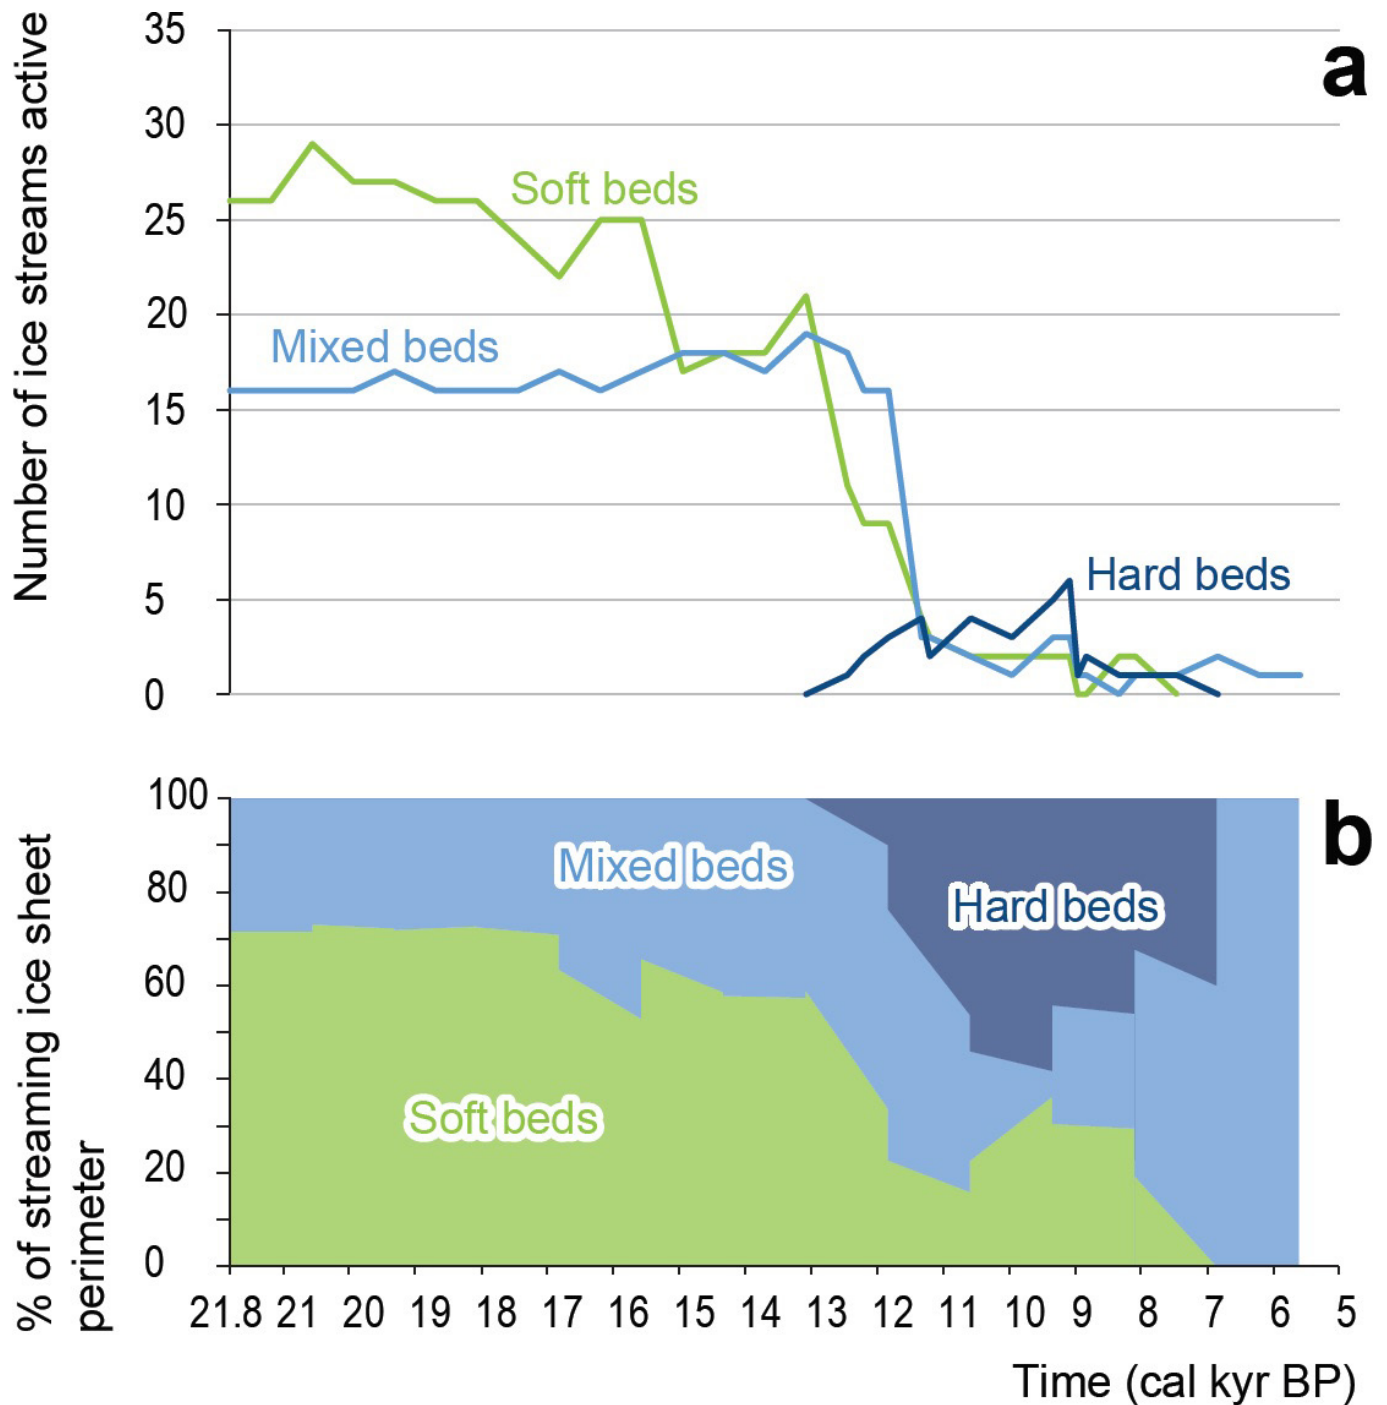 Number of ice streams active
35
30
25
20
15
10
5
0
a
Soft beds
Mixed beds
Hard beds
% of streaming ice sheet
perimeter
100
80
60
40
20
0
b
Mixed beds
Hard beds
Soft beds
21.8 21 20 19 18 17 16 15 14 13 12 11 10 9 8 7 6 5
Time (cal kyr BP)